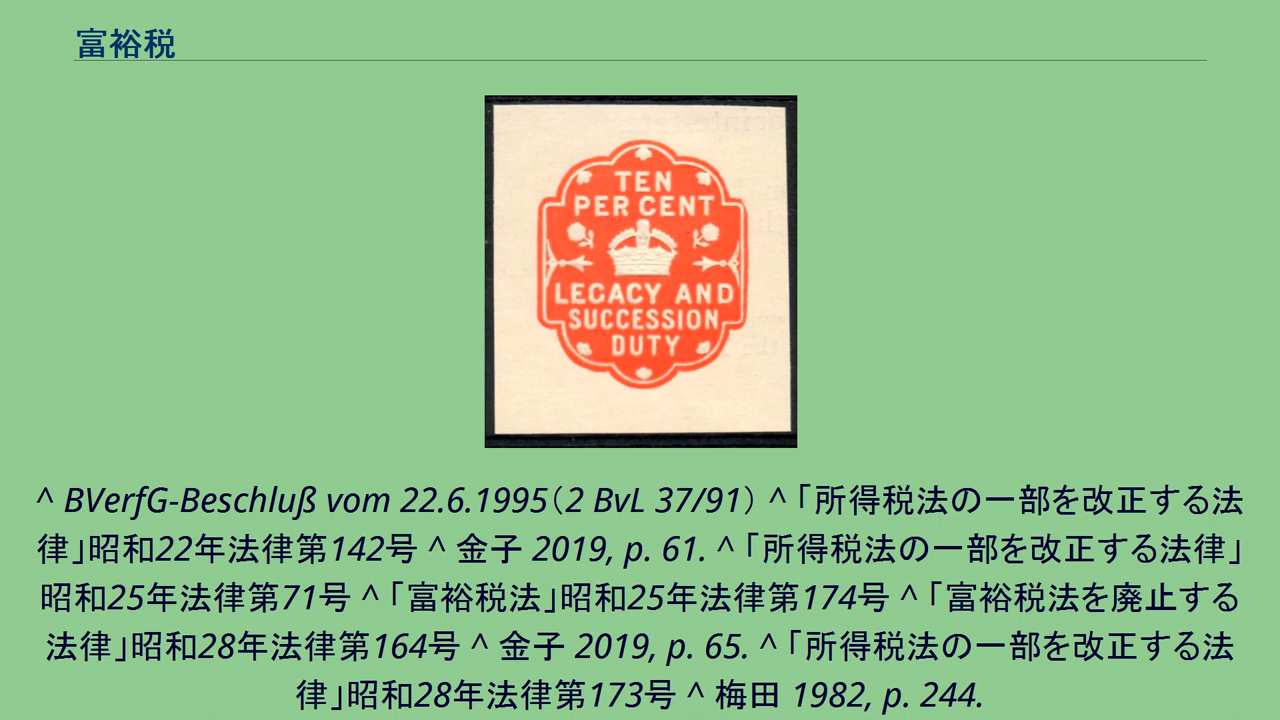 富裕税
TEN
PER CENT
LEGACY AND
SUCCESSION
DUTY
^ BVerfG-Beschluß vom 22.6.1995（2 BvL 37/91） ^ 「所得税法の一部を改正する法
律」昭和22年法律第142号 ^ 金子 2019, p. 61. ^ 「所得税法の一部を改正する法律」
昭和25年法律第71号 ^ 「富裕税法」昭和25年法律第174号 ^ 「富裕税法を廃止する
法律」昭和28年法律第164号 ^ 金子 2019, p. 65. ^ 「所得税法の一部を改正する法
律」昭和28年法律第173号 ^ 梅田 1982, p. 244.